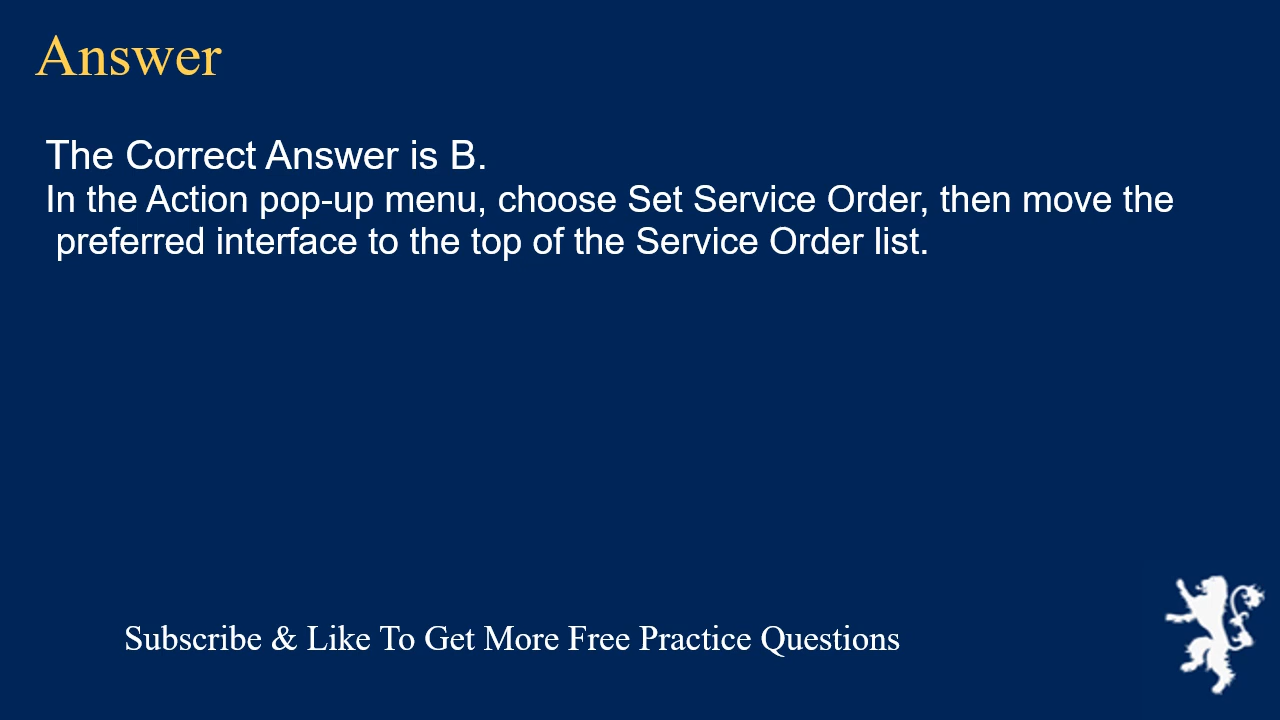 Answer
The Correct Answer is B.
In the Action pop-up menu, choose Set Service Order, then move the
preferred interface to the top of the Service Order list.
Subscribe & Like To Get More Free Practice Questions